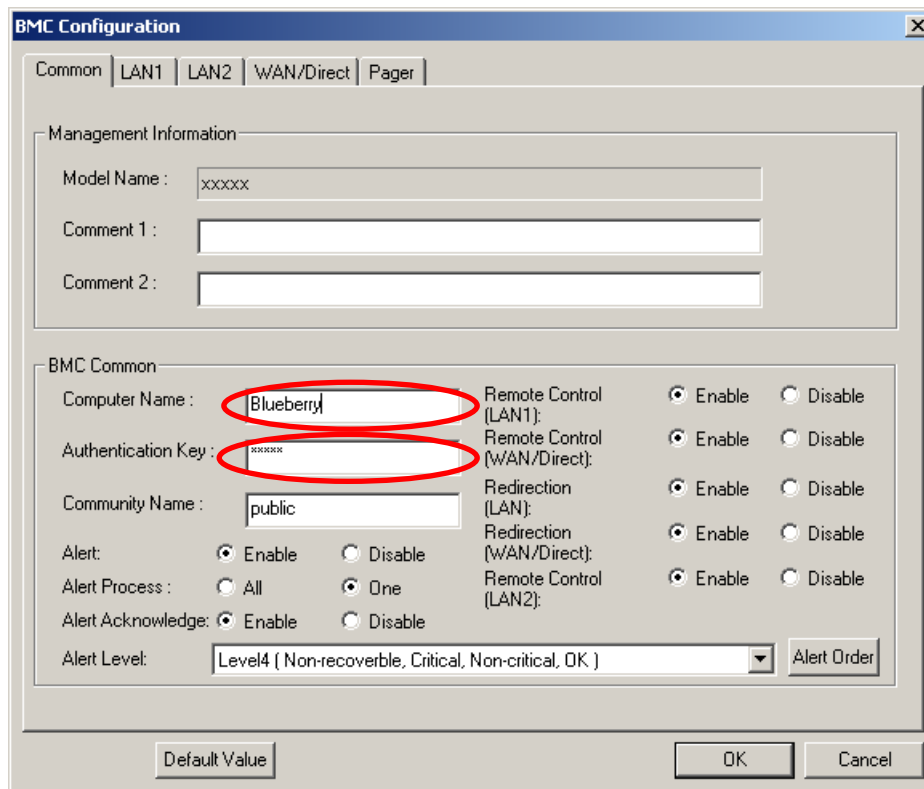 BMC Configuration
Common LAN1 LAN2 WAN/Direct Pager
Management Information
Model Name : xxxxx
Comment 1 :
Comment 2 :
BMC Common
Computer Name : Blueberry
Authentication Key : xxxxx
Community Name : public
Alert: Enable Disable
Alert Process : All One
Alert Acknowledge: Enable Disable
Remote Control (LAN1): Enable Disable
Remote Control (WAN/Direct): Enable Disable
Redirection (LAN): Enable Disable
Redirection (WAN/Direct): Enable Disable
Remote Control (LAN2): Enable Disable
Alert Level: Level4 ( Non-recoverble, Critical, Non-critical, OK ) Alert Order
Default Value OK Cancel